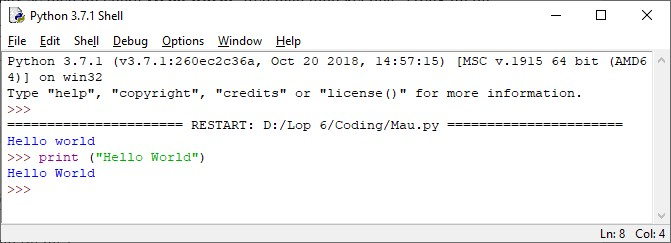 Python 3.7.1 Shell
File Edit Shell Debug Options Window Help
Python 3.7.1 (v3.7.1:260ec2c36a, Oct 20 2018, 14:57:15) [MSC v.1915 64 bit (AMD6
4)] on win32
Type "help", "copyright", "credits" or "license()" for more information.
>>>
====================== RESTART: D:/Lop 6/Coding/Mau.py ======================
Hello world
>>> print ("Hello World")
Hello World
>>>
Ln: 8 Col: 4